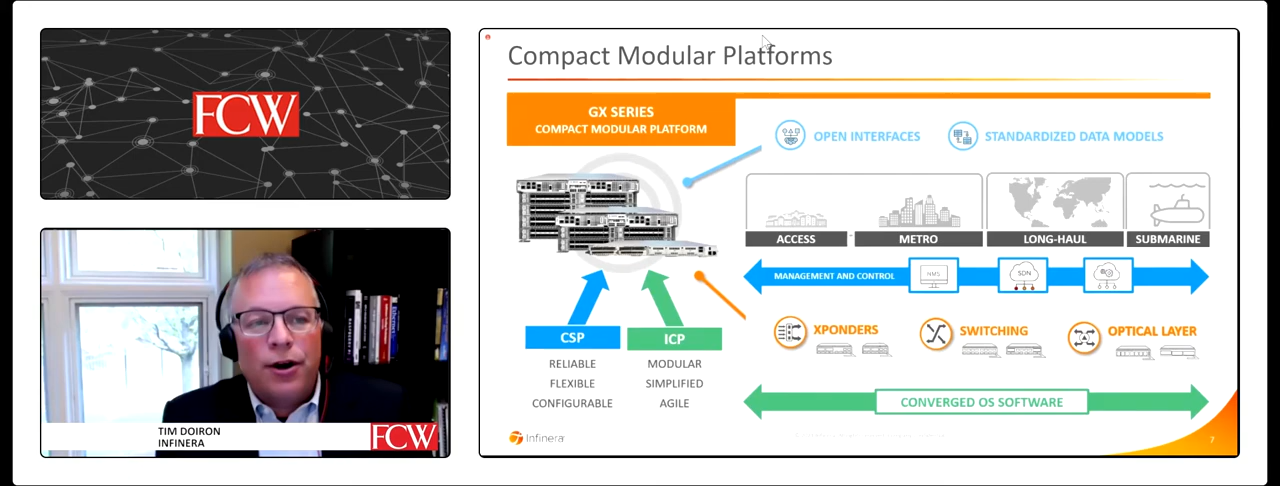 FCW
TIM DOIRON
INFINERA
FCW
Compact Modular Platforms
GX SERIES
COMPACT MODULAR PLATFORM
OPEN INTERFACES
STANDARDIZED DATA MODELS
ACCESS
METRO
LONG-HAUL
SUBMARINE
MANAGEMENT AND CONTROL
NMS
SDN
XPONDERS
SWITCHING
OPTICAL LAYER
CSP
ICP
RELIABLE
FLEXIBLE
CONFIGURABLE
MODULAR
SIMPLIFIED
AGILE
CONVERGED OS SOFTWARE
Infinera
7